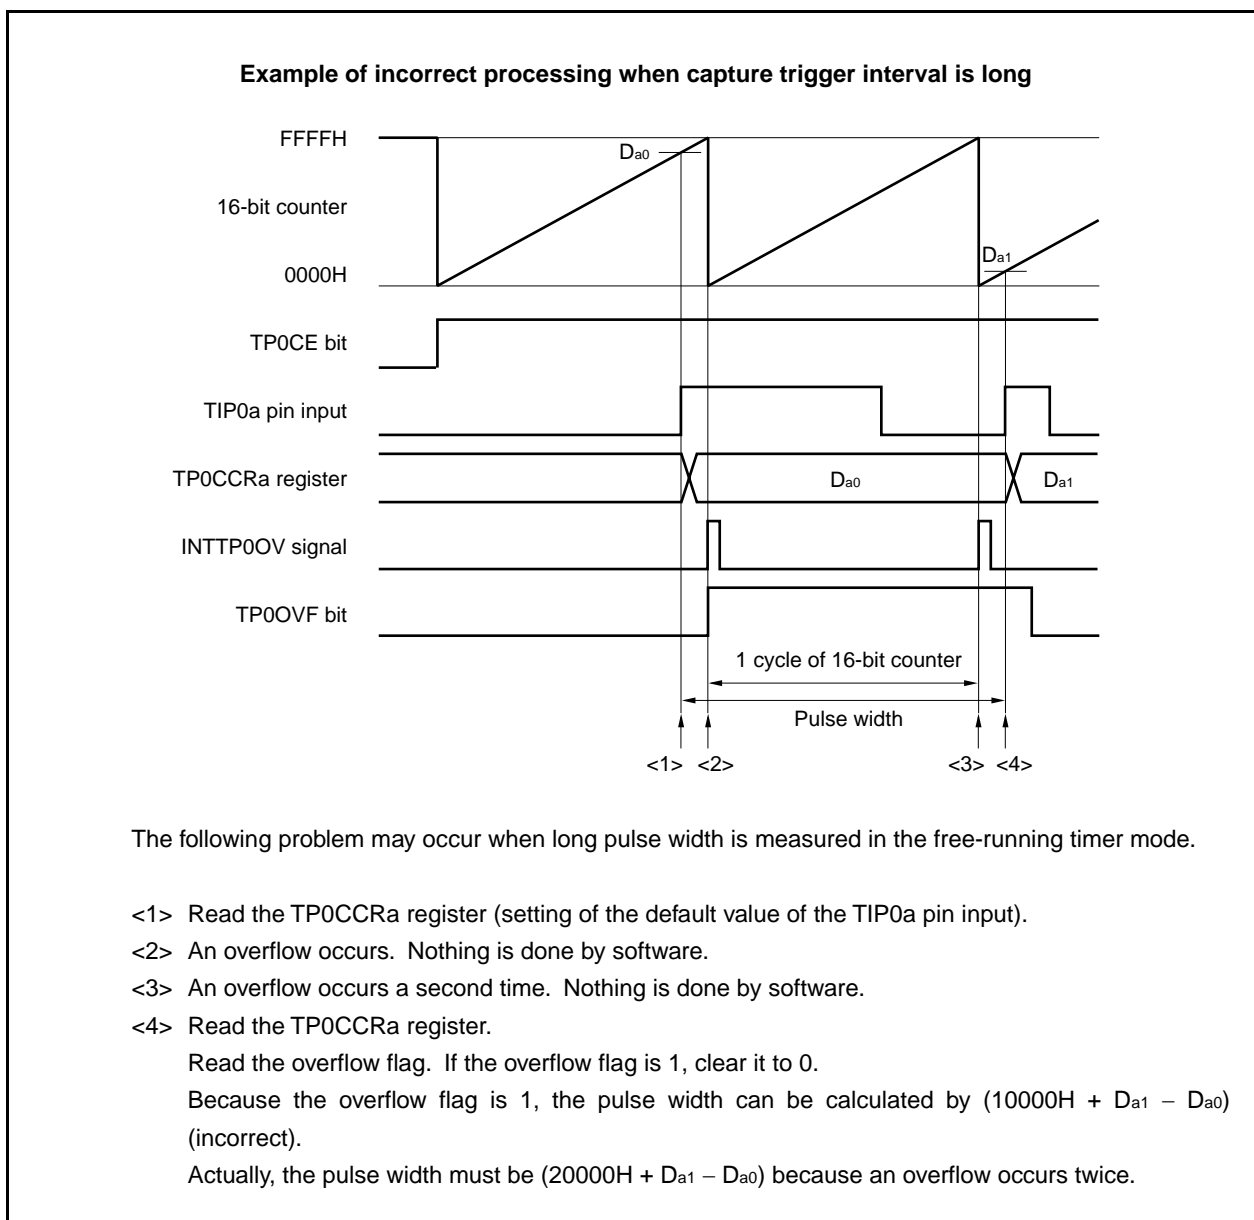 Example of incorrect processing when capture trigger interval is long
FFFFH
Da0
16-bit counter
Da1
0000H
TP0CE bit
TIP0a pin input
TP0CCRa register
Da0
Da1
INTTP0OV signal
TP0OVF bit
1 cycle of 16-bit counter
Pulse width
<1> <2> <3> <4>
The following problem may occur when long pulse width is measured in the free-running timer mode.
<1> Read the TP0CCRa register (setting of the default value of the TIP0a pin input).
<2> An overflow occurs. Nothing is done by software.
<3> An overflow occurs a second time. Nothing is done by software.
<4> Read the TP0CCRa register.
Read the overflow flag. If the overflow flag is 1, clear it to 0.
Because the overflow flag is 1, the pulse width can be calculated by (10000H + Da1 − Da0)
(incorrect).
Actually, the pulse width must be (20000H + Da1 − Da0) because an overflow occurs twice.